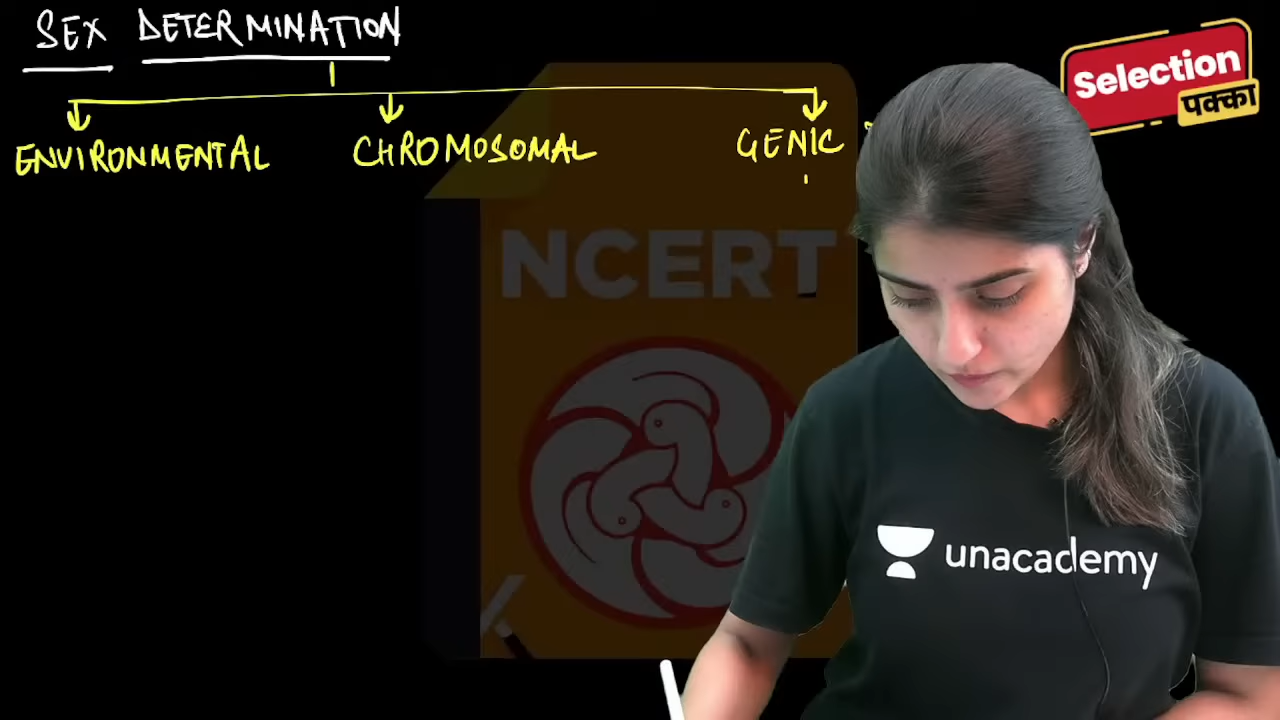 SEX DETERMINATION
ENVIRONMENTAL CHROMOSOMAL GENIC
Selection
पक्का
NCERT
unacademy